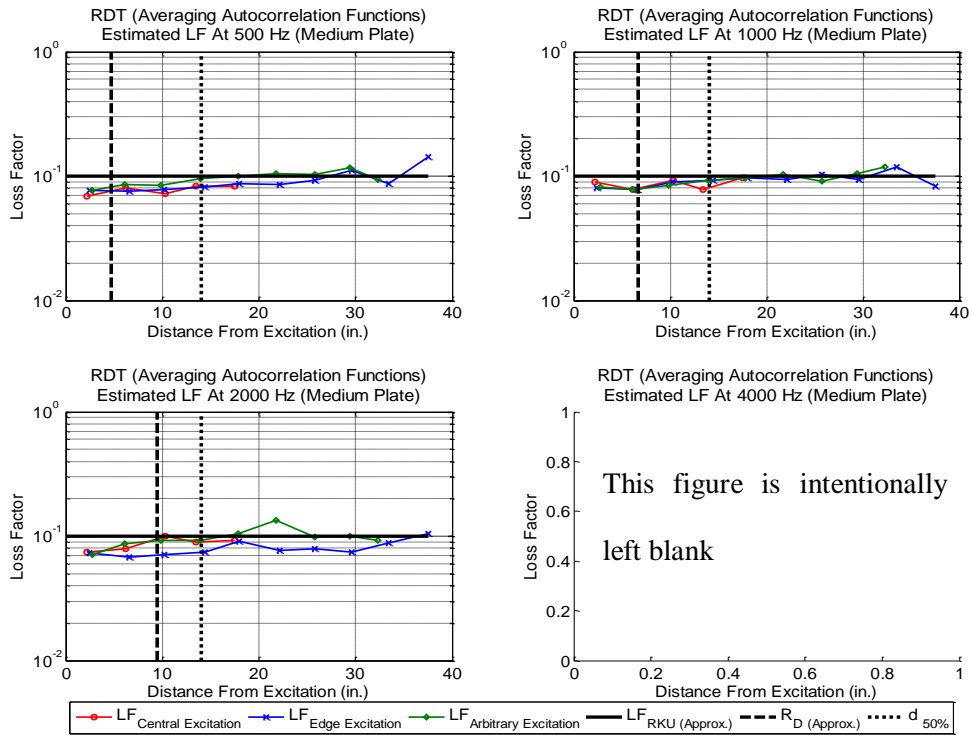 RDT (Averaging Autocorrelation Functions)
Estimated LF At 500 Hz (Medium Plate)
10^0
10^-1
10^-2
Loss Factor
0 10 20 30 40
Distance From Excitation (in.)
RDT (Averaging Autocorrelation Functions)
Estimated LF At 1000 Hz (Medium Plate)
10^0
10^-1
10^-2
Loss Factor
0 10 20 30 40
Distance From Excitation (in.)
RDT (Averaging Autocorrelation Functions)
Estimated LF At 2000 Hz (Medium Plate)
10^0
10^-1
10^-2
Loss Factor
0 10 20 30 40
Distance From Excitation (in.)
RDT (Averaging Autocorrelation Functions)
Estimated LF At 4000 Hz (Medium Plate)
1
0.8
0.6
0.4
0.2
0
Loss Factor
This figure is intentionally
left blank
0 0.2 0.4 0.6 0.8 1
Distance From Excitation (in.)
LF Central Excitation LF Edge Excitation LF Arbitrary Excitation LF RKU (Approx.) R D (Approx.) d 50%